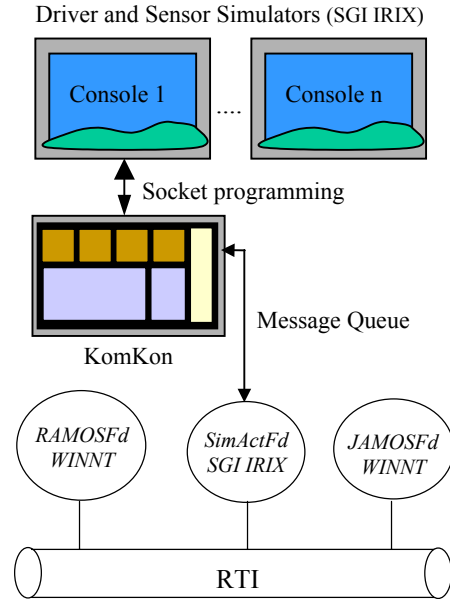 Driver and Sensor Simulators (SGI IRIX)
Console 1
....
Console n
Socket programming
Message Queue
KomKon
RAMOSFd
WINNT
SimActFd
SGI IRIX
JAMOSFd
WINNT
RTI